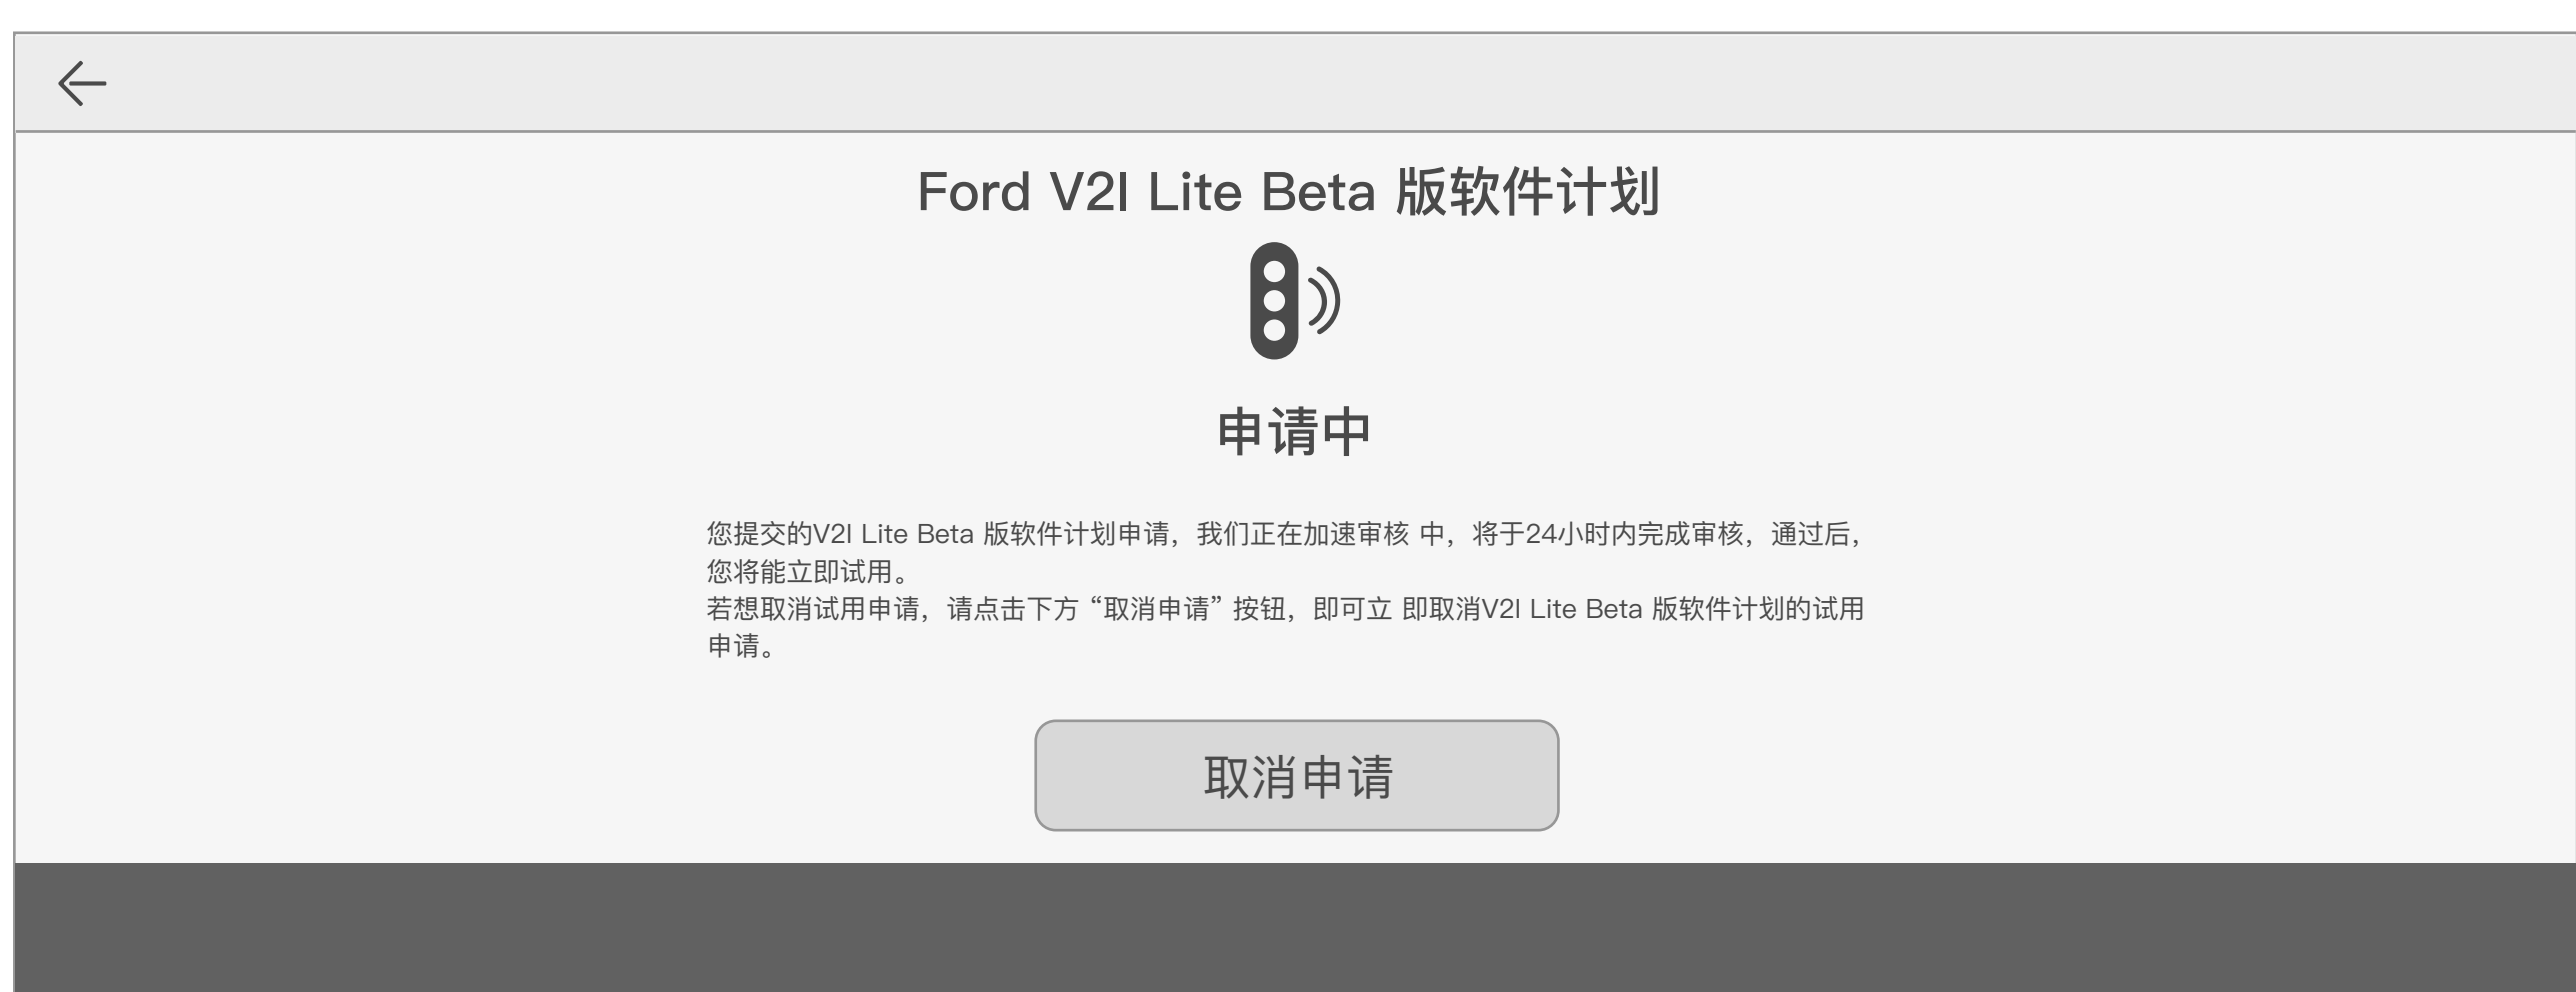 Ford V2I Lite Beta 版软件计划
申请中
您提交的V2I Lite Beta 版软件计划申请，我们正在加速审核 中，将于24小时内完成审核，通过后，
您将能立即试用。
若想取消试用申请，请点击下方“取消申请”按钮，即可立 即取消V2I Lite Beta 版软件计划的试用
申请。
取消申请